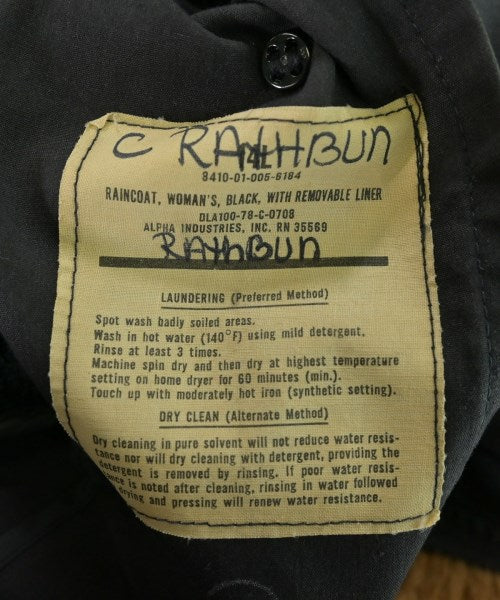 C RAthBUN
14L
8410-01-005-6184
RAINCOAT, WOMAN'S, BLACK, WITH REMOVABLE LINER
DLA100-78-C-0708
ALPHA INDUSTRIES, INC. RN 35569
RAthBUN
LAUNDERING (Preferred Method)
Spot wash badly soiled areas.
Wash in hot water (140°F) using mild detergent.
Rinse at least 3 times.
Machine spin dry and then dry at highest temperature
setting on home dryer for 60 minutes (min.).
Touch up with moderately hot iron (synthetic setting).
DRY CLEAN (Alternate Method)
Dry cleaning in pure solvent will not reduce water resis-
tance nor will dry cleaning with detergent, providing the
detergent is removed by rinsing. If poor water resis-
tance is noted after cleaning, rinsing in water followed
drying and pressing will renew water resistance.